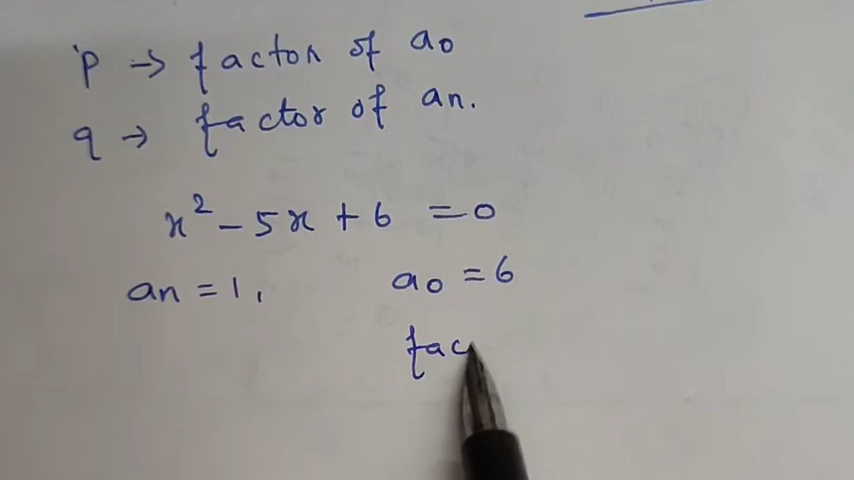 p → factor of a₀
q → factor of an.
x² - 5x + 6 = 0
an = 1, a₀ = 6
fac